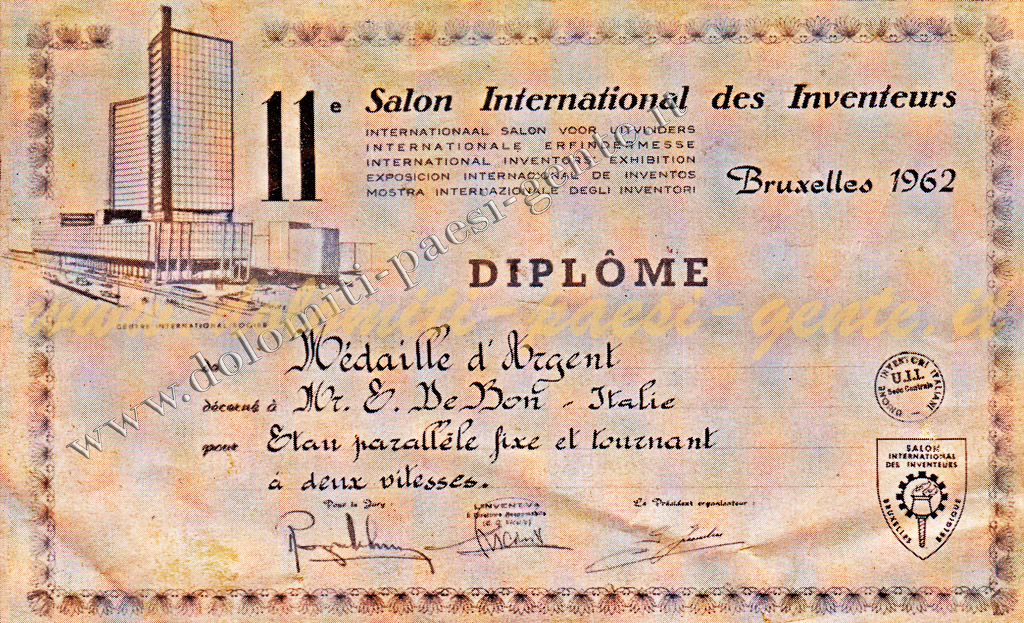 11e Salon International des Inventeurs
INTERNATIONAAL SALON VOOR UITVINDERS
INTERNATIONALE ERFINDERMESSE
INTERNATIONAL INVENTORS' EXHIBITION
EXPOSICION INTERNACIONAL DE INVENTOS
MOSTRA INTERNAZIONALE DEGLI INVENTORI
Bruxelles 1962
DIPLÔME
CENTRE INTERNATIONAL ROGIER
www.dolomiti-paesi-gente.it
www.dolomiti-paesi-gente.it
Médaille d'Argent
décerné à Mr. E. De Bon - Italie
pour Etau parallèle fixe et tournant
à deux vitesses.
UNIONE INVENTORI ITALIANI
U.I.I.
Sede Centrale
SALON
INTERNATIONAL
DES INVENTEURS
BRUXELLES BELGIQUE
Pour le Jury
L'INVENTIVA
Le Président organisateur :